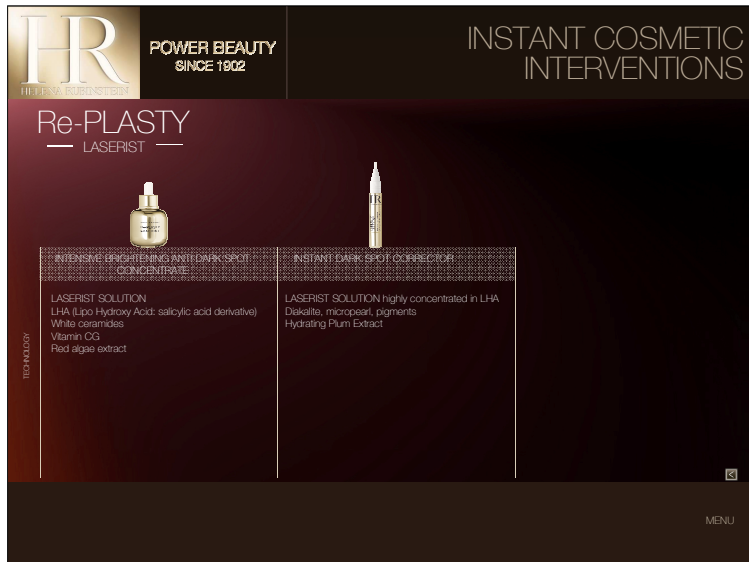 HR
HELENA RUBINSTEIN
POWER BEAUTY
SINCE 1902
INSTANT COSMETIC
INTERVENTIONS
Re-PLASTY
LASERIST
HR
INTENSIVE BRIGHTENING ANTI DARK SPOT
CONCENTRATE
INSTANT DARK SPOT CORRECTOR
TECHNOLOGY
LASERIST SOLUTION
LHA (Lipo Hydroxy Acid: salicylic acid derivative)
White ceramides
Vitamin CG
Red algae extract
LASERIST SOLUTION highly concentrated in LHA
Diakalite, micropearl, pigments
Hydrating Plum Extract
MENU